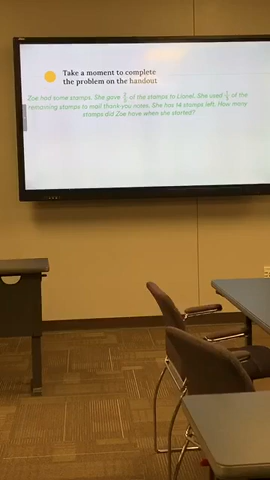 Take a moment to complete
the problem on the handout
Zoe had some stamps. She gave of the stamps to Lionel. She used of the
remaining stamps to mail thank-you notes. She has 14 stamps left. How many
stamps did Zoe have when she started?